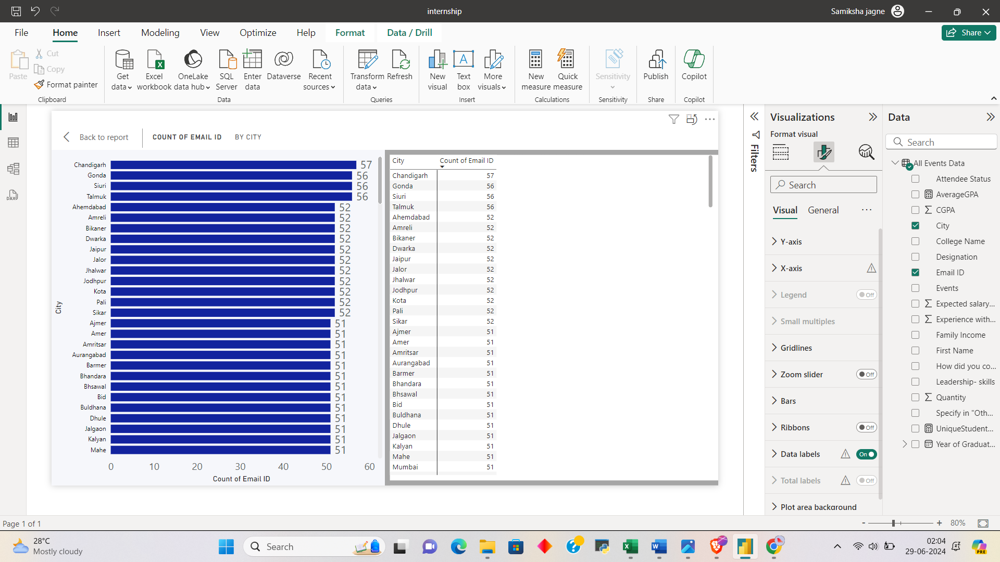 internship
Samiksha jagne
File Home Insert Modeling View Optimize Help Format Data / Drill
Share
Paste
Cut
Copy
Format painter
Clipboard
Get data
Excel workbook
OneLake data hub
SQL Server
Enter data
Dataverse
Recent sources
Data
Transform data
Refresh
Queries
New visual
Text box
More visuals
Insert
New measure
Quick measure
Calculations
Sensitivity
Sensitivity
Publish
Share
Copilot
Copilot
Back to report
COUNT OF EMAIL ID BY CITY
City
Chandigarh 57
Gonda 56
Siuri 56
Talmuk 56
Ahemdabad 52
Amreli 52
Bikaner 52
Dwarka 52
Jaipur 52
Jalor 52
Jhalwar 52
Jodhpur 52
Kota 52
Pali 52
Sikar 52
Ajmer 51
Amer 51
Amritsar 51
Aurangabad 51
Barmer 51
Bhandara 51
Bhsawal 51
Bid 51
Buldhana 51
Dhule 51
Jalgaon 51
Kalyan 51
Mahe 51
0 10 20 30 40 50 60
Count of Email ID
City Count of Email ID
Chandigarh 57
Gonda 56
Siuri 56
Talmuk 56
Ahemdabad 52
Amreli 52
Bikaner 52
Dwarka 52
Jaipur 52
Jalor 52
Jhalwar 52
Jodhpur 52
Kota 52
Pali 52
Sikar 52
Ajmer 51
Amer 51
Amritsar 51
Aurangabad 51
Barmer 51
Bhandara 51
Bhsawal 51
Bid 51
Buldhana 51
Dhule 51
Jalgaon 51
Kalyan 51
Mahe 51
Mumbai 51
Filters
Visualizations
Format visual
Search
Visual General
Y-axis
X-axis
Legend Off
Small multiples
Gridlines
Zoom slider Off
Bars
Ribbons Off
Data labels On
Total labels Off
Plot area background
Data
Search
All Events Data
Attendee Status
AverageGPA
CGPA
City
College Name
Designation
Email ID
Events
Expected salary...
Experience with...
Family Income
First Name
How did you co...
Leadership- skills
Quantity
Specify in "Oth...
UniqueStudent...
Year of Graduat...
Page 1 of 1
- + 80%
28°C
Mostly cloudy
Search
02:04
29-06-2024
PRE